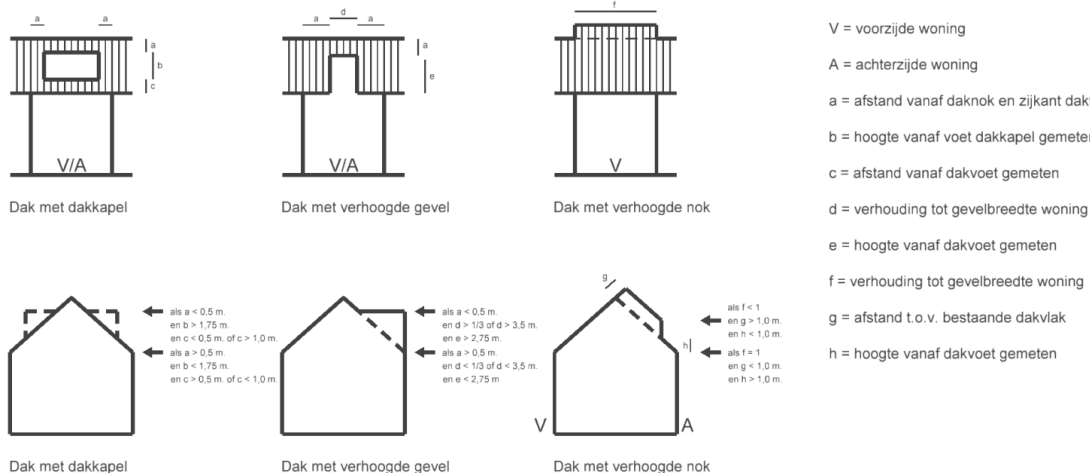 a
a
a
b
c
V/A
Dak met dakkapel
a
d
a
a
e
V/A
Dak met verhoogde gevel
f
V
Dak met verhoogde nok
V = voorzijde woning
A = achterzijde woning
a = afstand vanaf daknok en zijkant
b = hoogte vanaf voet dakkapel
c = afstand vanaf dakvoet gemeten
d = verhouding tot gevelbreedte woning
e = hoogte vanaf dakvoet gemeten
f = verhouding tot gevelbreedte woning
g = afstand t.o.v. bestaande dakvlak
h = hoogte vanaf dakvoet gemeten
als a < 0,5 m.
en b > 1,75 m.
en c < 0,5 m. of c > 1,0 m.
als a > 0.5m.
en b < 1,75 m.
en c > 0,5 m. of c < 1,0 m.
Dak met dakkapel
als a < 0,5 m.
en d > 1/3 of d > 3,5 m.
en e > 2,75 m.
als a > 0.5m.
en d < 1/3 of d < 3,5 m.
en e < 2,75 m
Dak met verhoogde gevel
g
h
V
A
als f < 1
en g > 1,0 m.
en h < 1,0 m.
als f = 1
en g < 1,0 m.
en h > 1,0 m.
Dak met verhoogde nok